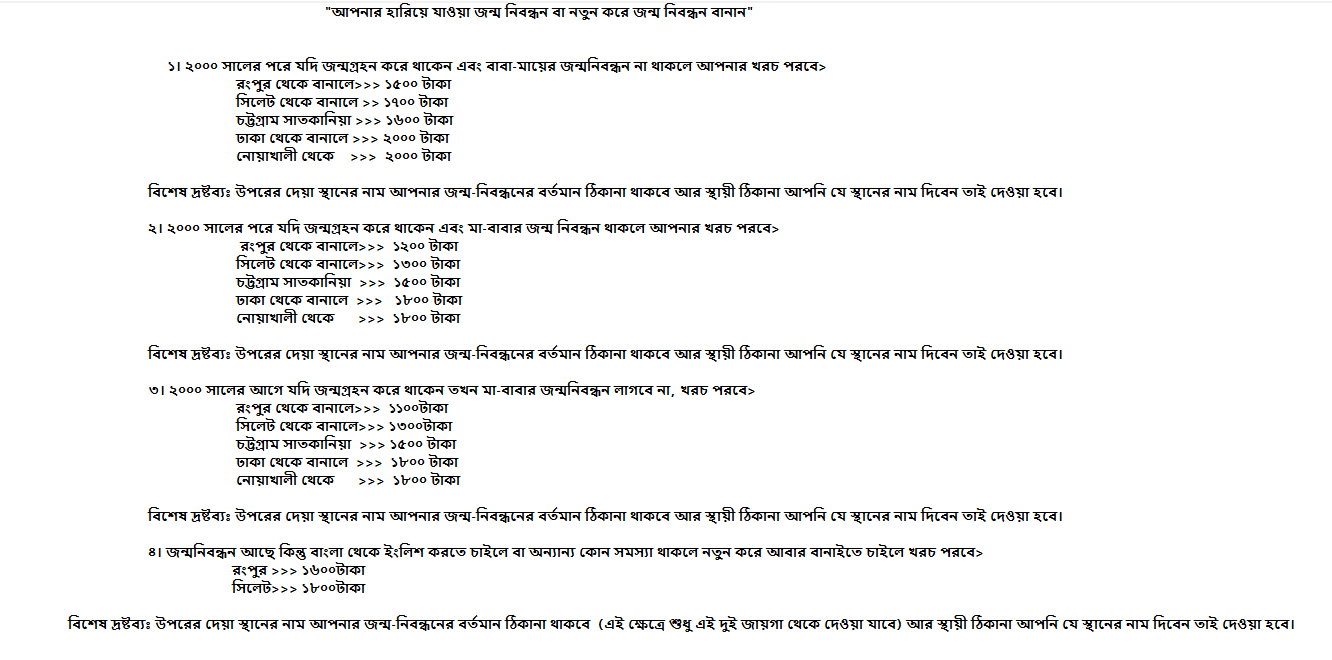 "আপনার হারিয়ে যাওয়া জন্ম নিবন্ধন বা নতুন করে জন্ম নিবন্ধন বানান"
১। ২০০০ সালের পরে যদি জন্মগ্রহন করে থাকেন এবং বাবা-মায়ের জন্মনিবন্ধন না থাকলে আপনার খরচ পরবে>
রংপুর থেকে বানালে>>> ১৫০০ টাকা
সিলেট থেকে বানালে >> ১৭০০ টাকা
চট্টগ্রাম সাতকানিয়া >>> ১৬০০ টাকা
ঢাকা থেকে বানালে >>> ২০০০ টাকা
নোয়াখালী থেকে >>> ২০০০ টাকা
বিশেষ দ্রষ্টব্যঃ উপরের দেয়া স্থানের নাম আপনার জন্ম-নিবন্ধনের বর্তমান ঠিকানা থাকবে আর স্থায়ী ঠিকানা আপনি যে স্থানের নাম দিবেন তাই দেওয়া হবে।
২। ২০০০ সালের পরে যদি জন্মগ্রহন করে থাকেন এবং মা-বাবার জন্ম নিবন্ধন থাকলে আপনার খরচ পরবে>
রংপুর থেকে বানালে>>> ১২০০ টাকা
সিলেট থেকে বানালে>>> ১৩০০ টাকা
চট্টগ্রাম সাতকানিয়া >>> ১৫০০ টাকা
ঢাকা থেকে বানালে >>> ১৮০০ টাকা
নোয়াখালী থেকে >>> ১৮০০ টাকা
বিশেষ দ্রষ্টব্যঃ উপরের দেয়া স্থানের নাম আপনার জন্ম-নিবন্ধনের বর্তমান ঠিকানা থাকবে আর স্থায়ী ঠিকানা আপনি যে স্থানের নাম দিবেন তাই দেওয়া হবে।
৩। ২০০০ সালের আগে যদি জন্মগ্রহন করে থাকেন তখন মা-বাবার জন্মনিবন্ধন লাগবে না, খরচ পরবে>
রংপুর থেকে বানালে>>> ১১০০টাকা
সিলেট থেকে বানালে>>> ১৩০০টাকা
চট্টগ্রাম সাতকানিয়া >>> ১৫০০ টাকা
ঢাকা থেকে বানালে >>> ১৮০০ টাকা
নোয়াখালী থেকে >>> ১৮০০ টাকা
বিশেষ দ্রষ্টব্যঃ উপরের দেয়া স্থানের নাম আপনার জন্ম-নিবন্ধনের বর্তমান ঠিকানা থাকবে আর স্থায়ী ঠিকানা আপনি যে স্থানের নাম দিবেন তাই দেওয়া হবে।
৪। জন্মনিবন্ধন আছে কিন্তু বাংলা থেকে ইংলিশ করতে চাইলে বা অন্যান্য কোন সমস্যা থাকলে নতুন করে আবার বানাইতে চাইলে খরচ পরবে>
রংপুর >>> ১৬০০টাকা
সিলেট>>> ১৮০০টাকা
বিশেষ দ্রষ্টব্যঃ উপরের দেয়া স্থানের নাম আপনার জন্ম-নিবন্ধনের বর্তমান ঠিকানা থাকবে (এই ক্ষেত্রে শুধু এই দুই জায়গা থেকে দেওয়া যাবে) আর স্থায়ী ঠিকানা আপনি যে স্থানের নাম দিবেন তাই দেওয়া হবে।